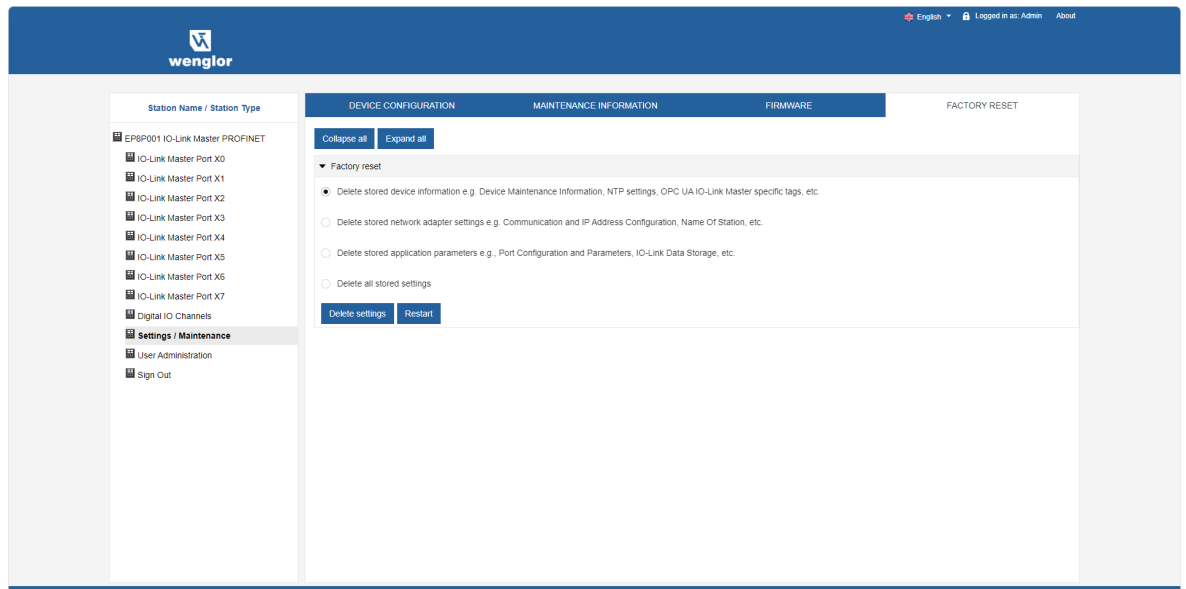 English Logged in as: Admin About
wenglor
Station Name / Station Type
EP8P001 IO-Link Master PROFINET
IO-Link Master Port X0
IO-Link Master Port X1
IO-Link Master Port X2
IO-Link Master Port X3
IO-Link Master Port X4
IO-Link Master Port X5
IO-Link Master Port X6
IO-Link Master Port X7
Digital IO Channels
Settings / Maintenance
User Administration
Sign Out
DEVICE CONFIGURATION MAINTENANCE INFORMATION FIRMWARE FACTORY RESET
Collapse all Expand all
Factory reset
Delete stored device information e.g. Device Maintenance Information, NTP settings, OPC UA IO-Link Master specific tags, etc.
Delete stored network adapter settings e.g. Communication and IP Address Configuration, Name Of Station, etc.
Delete stored application parameters e.g., Port Configuration and Parameters, IO-Link Data Storage, etc.
Delete all stored settings
Delete settings Restart